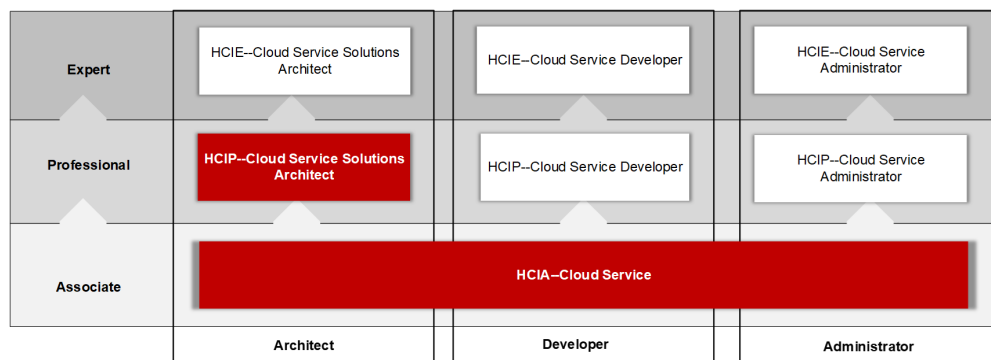 Expert
HCIE--Cloud Service Solutions
Architect
HCIE--Cloud Service Developer
HCIE--Cloud Service
Administrator
Professional
HCIP--Cloud Service Solutions
Architect
HCIP--Cloud Service Developer
HCIP--Cloud Service
Administrator
Associate
HCIA--Cloud Service
Architect
Developer
Administrator